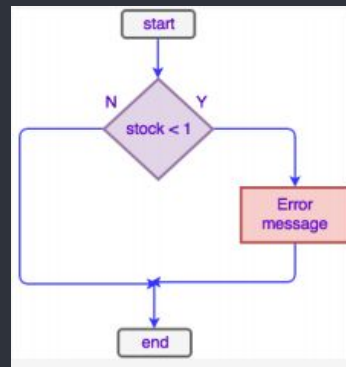 start
N
Y
stock < 1
Error
message
end